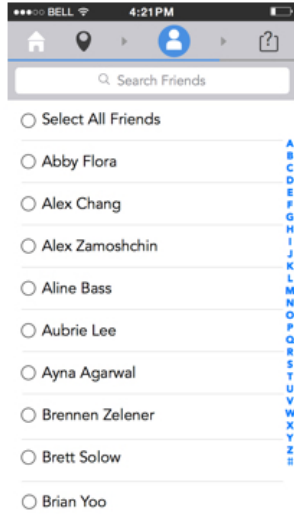 BELL 4:21PM
?
Search Friends
Select All Friends
Abby Flora
Alex Chang
Alex Zamoshchin
Aline Bass
Aubrie Lee
Ayna Agarwal
Brennen Zelener
Brett Solow
Brian Yoo
A
B
C
D
E
F
G
H
I
J
K
L
M
N
O
P
Q
R
S
T
U
V
W
X
Y
Z
#